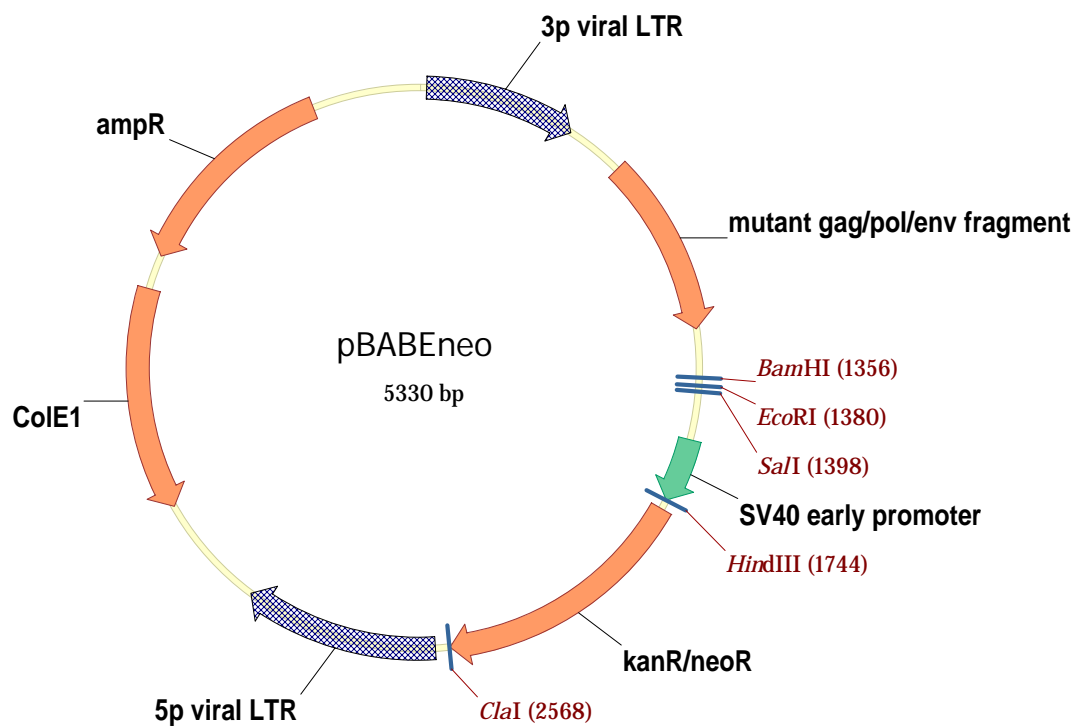 3p viral LTR
ampR
mutant gag/pol/env fragment
pBABEneo
5330 bp
BamHI (1356)
EcoRI (1380)
ColE1
SalI (1398)
SV40 early promoter
HindIII (1744)
kanR/neoR
5p viral LTR
ClaI (2568)